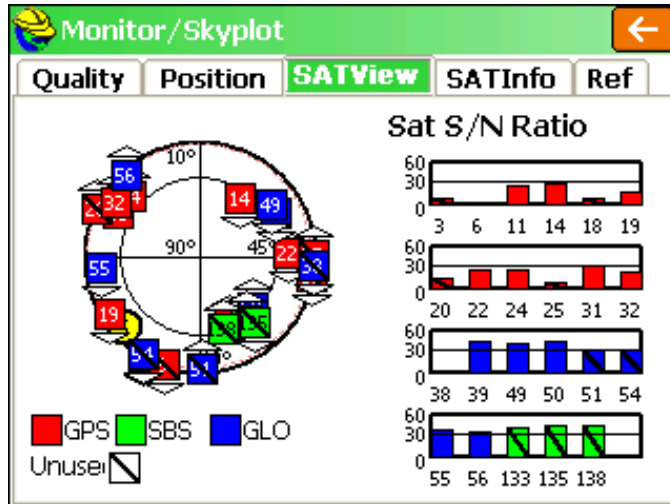 Monitor/Skyplot
Quality Position SATView SATInfo Ref
Sat S/N Ratio
10°
90° 45°
56
32
14 49
22
55
19
54
51
60
30
0
3 6 11 14 18 19
60
30
0
20 22 24 25 31 32
60
30
0
38 39 49 50 51 54
60
30
0
55 56 133 135 138
GPS SBS GLO
Unuse